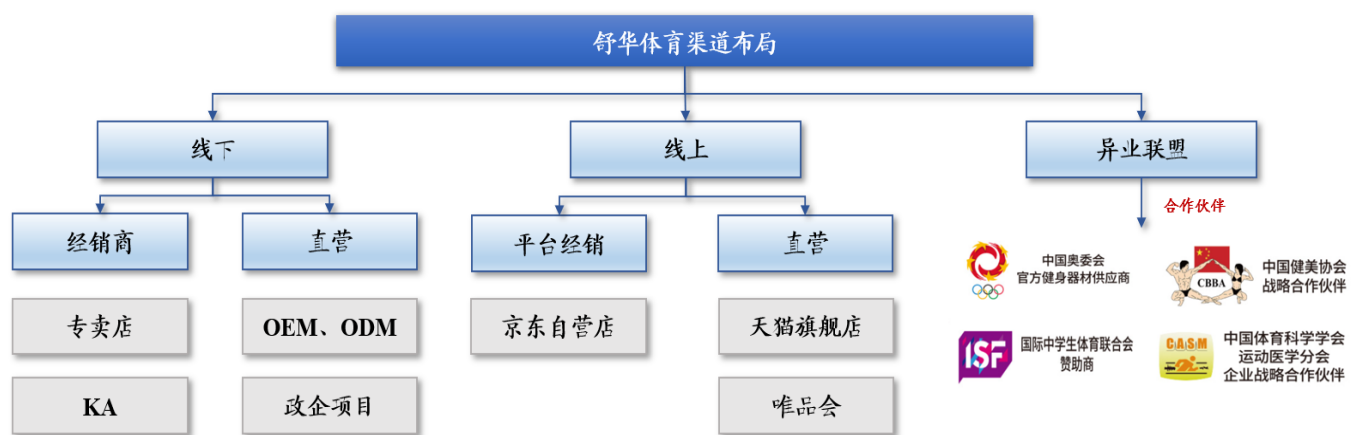 舒华体育渠道布局
线下
线上
异业联盟
合作伙伴
经销商
直营
平台经销
直营
专卖店
OEM、ODM
京东自营店
天猫旗舰店
KA
政企项目
唯品会
中国奥委会
官方健身器材供应商
CBBA
中国健美协会
战略合作伙伴
ISF
国际中学生体育联合会
赞助商
CASM
中国体育科学学会
运动医学分会
企业战略合作伙伴